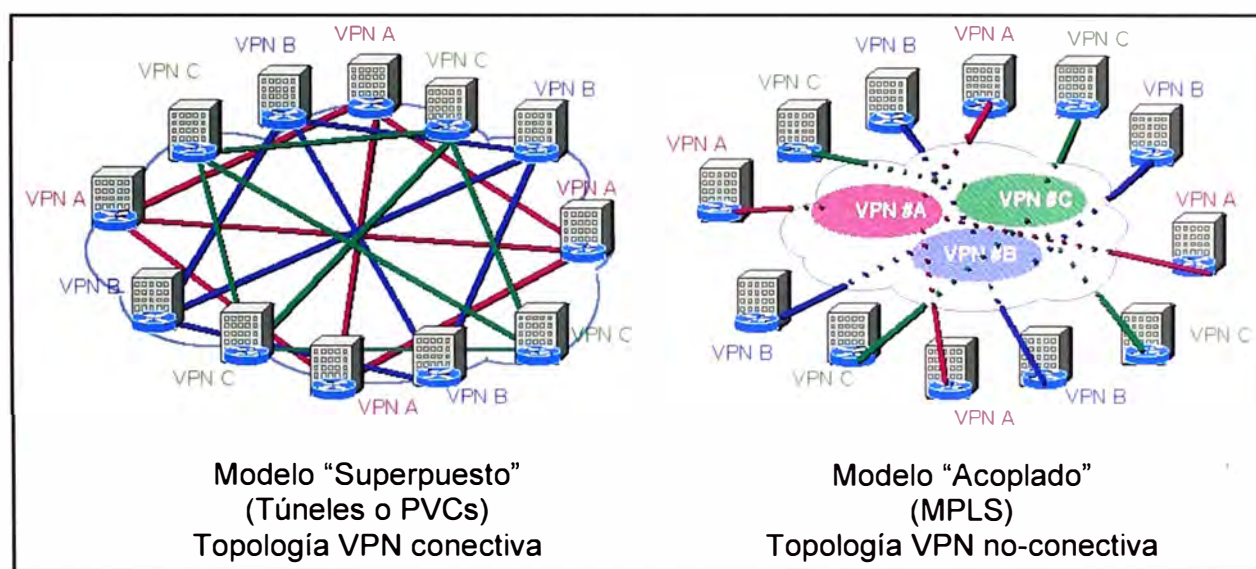 VPN A
VPN B
VPN C
VPN C
VPN B
VPN A
VPN A
VPN B
VPN C
VPN C
VPN B
VPN A
VPN A
VPN B
VPN C
VPN C
VPN B
VPN A
VPN A
VPN #A
VPN #C
VPN #B
VPN B
VPN C
VPN C
VPN B
VPN A
Modelo “Superpuesto”
(Túneles o PVCs)
Topología VPN conectiva
Modelo “Acoplado”
(MPLS)
Topología VPN no-conectiva